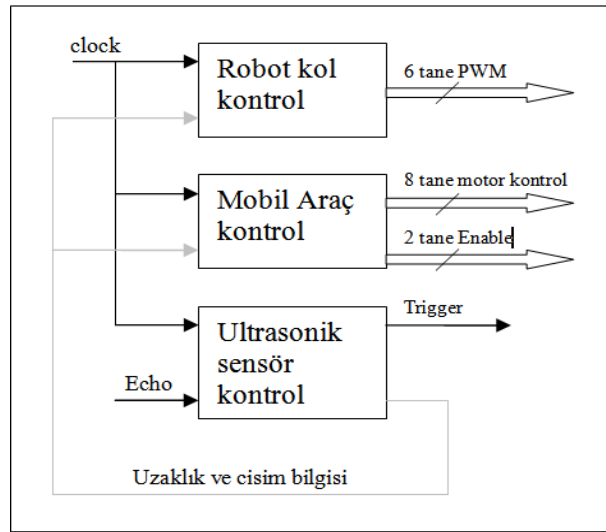 clock
Robot kol
kontrol
6 tane PWM
Mobil Araç
kontrol
8 tane motor kontrol
2 tane Enable
Ultrasonik
sensör
kontrol
Trigger
Echo
Uzaklık ve cisim bilgisi